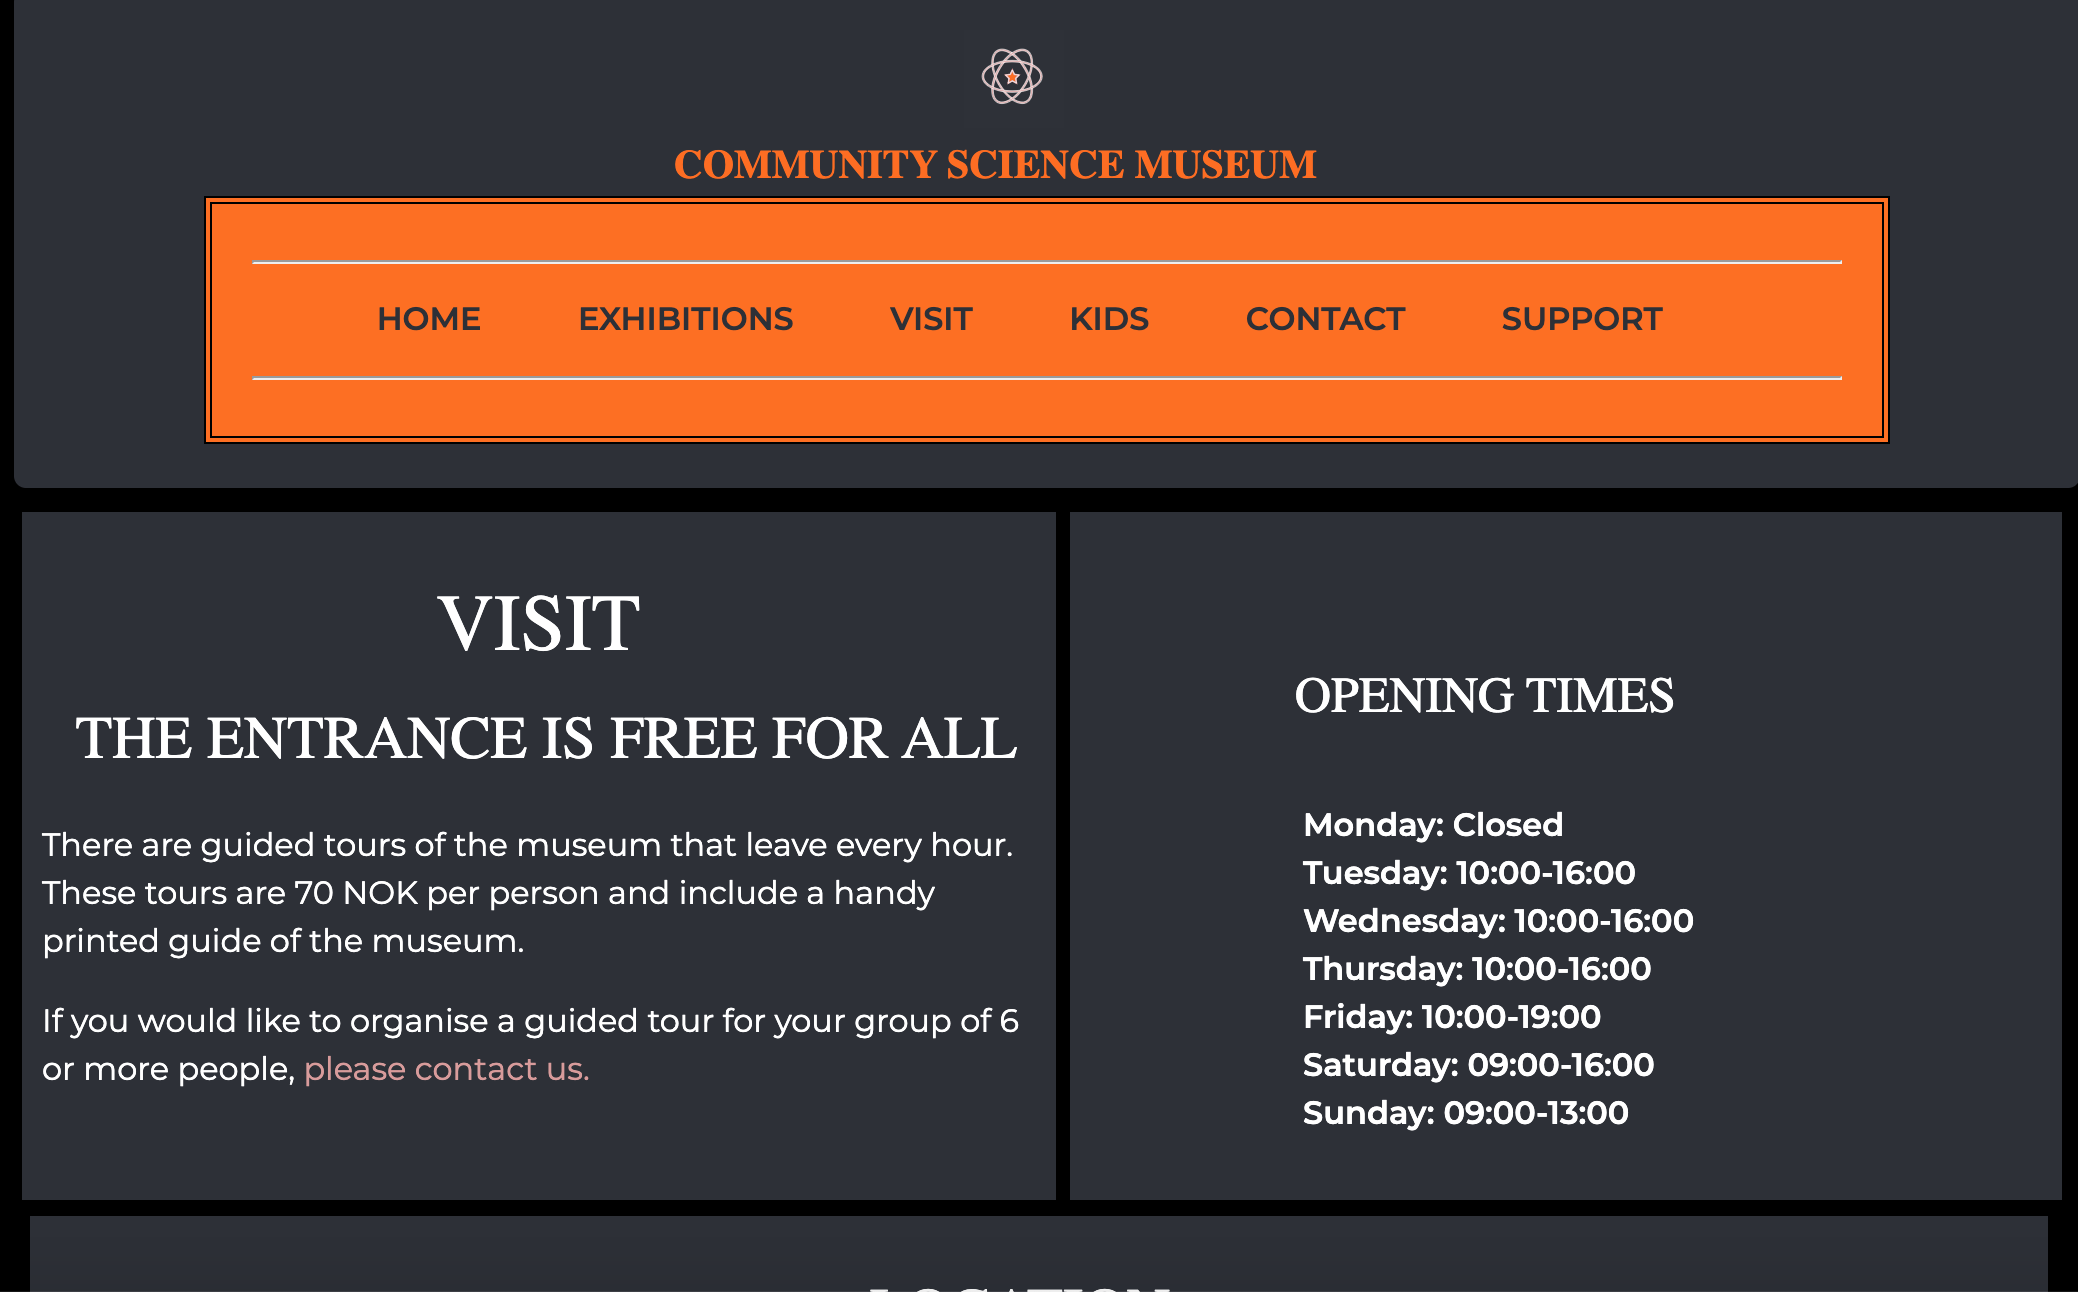 COMMUNITY SCIENCE MUSEUM
HOME EXHIBITIONS VISIT KIDS CONTACT SUPPORT
VISIT
THE ENTRANCE IS FREE FOR ALL
There are guided tours of the museum that leave every hour.
These tours are 70 NOK per person and include a handy
printed guide of the museum.
If you would like to organise a guided tour for your group of 6
or more people, please contact us.
OPENING TIMES
Monday: Closed
Tuesday: 10:00-16:00
Wednesday: 10:00-16:00
Thursday: 10:00-16:00
Friday: 10:00-19:00
Saturday: 09:00-16:00
Sunday: 09:00-13:00
LOCATION